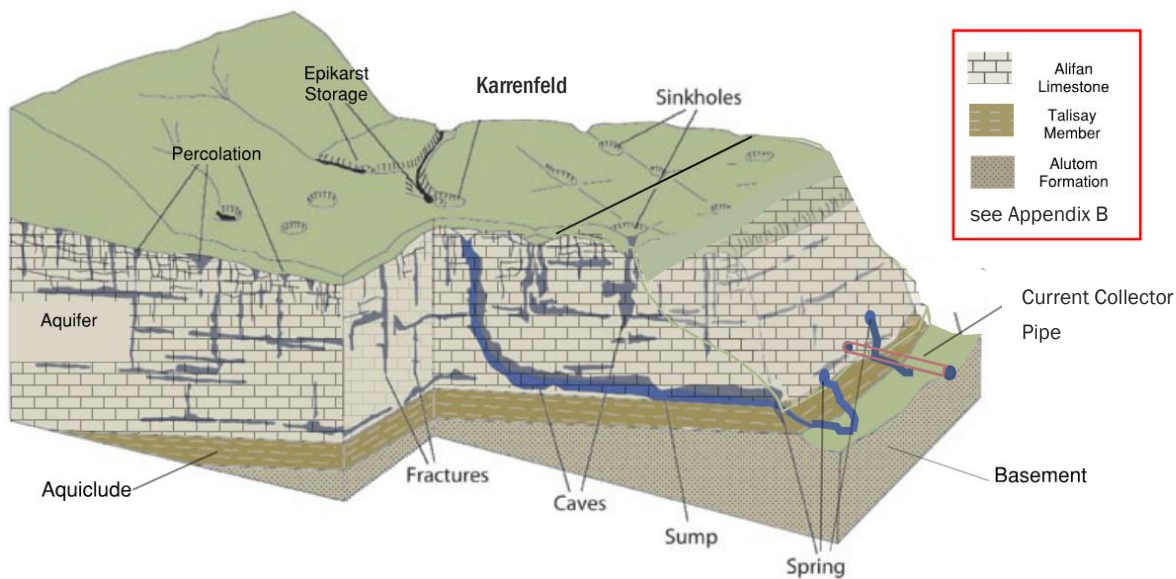 Epikarst
Storage
Karrenfeld
Sinkholes
Percolation
Alifan
Limestone
Talisay
Member
Alutom
Formation
see Appendix B
Aquifer
Current Collector
Pipe
Aquiclude
Fractures
Caves
Sump
Spring
Basement